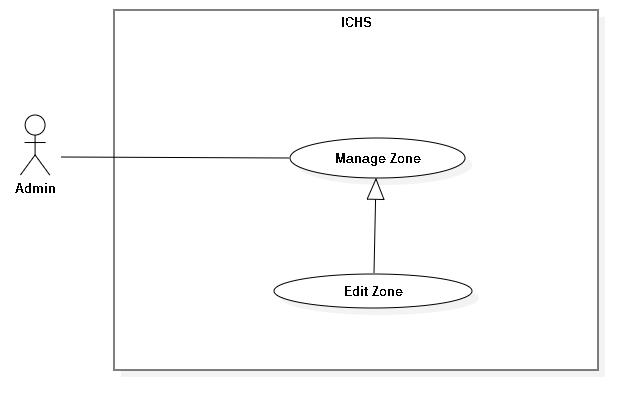 ICHS
Manage Zone
Admin
Edit Zone